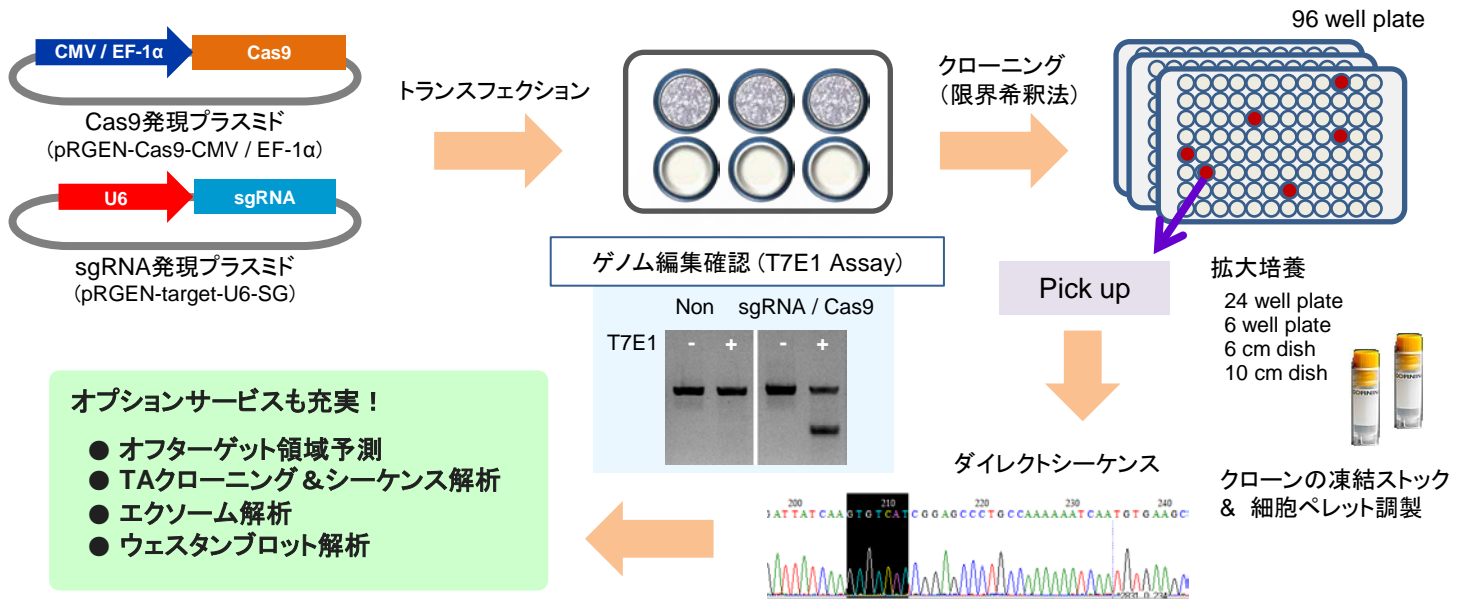 CMV / EF-1α
Cas9
Cas9発現プラスミド
(pRGEN-Cas9-CMV / EF-1α)
U6
sgRNA
sgRNA発現プラスミド
(pRGEN-target-U6-SG)
トランスフェクション
クローニング
(限界希釈法)
96 well plate
ゲノム編集確認 (T7E1 Assay)
Non sgRNA / Cas9
T7E1 - + - +
Pick up
拡大培養
24 well plate
6 well plate
6 cm dish
10 cm dish
CORNIN
CORNIN
クローンの凍結ストック
& 細胞ペレット調製
ダイレクトシーケンス
200 210 220 230 240
GATTATCAAGTGTCATCGGAGCCCTGCCAAAAAATCAATGTGAAGC
オプションサービスも充実！
● オフターゲット領域予測
● TAクローニング＆シーケンス解析
● エクソーム解析
● ウェスタンブロット解析